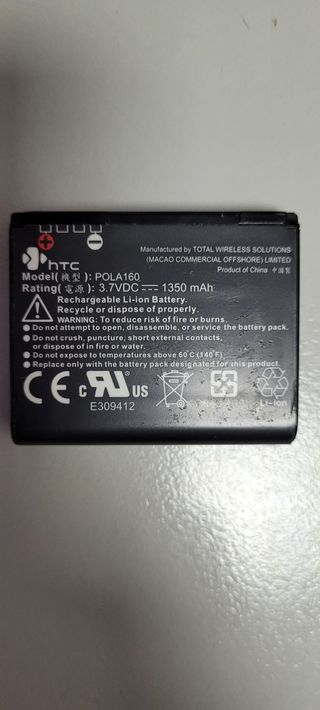 Manufactured by TOTAL WIRELESS SOLUTIONS
(MACAO COMMERCIAL OFFSHORE) LIMITED
Product of China 中國製
hTC
Model(機型): POLA160
Rating(電源): 3.7VDC ⎓ 1350 mAh
Rechargeable Li-ion Battery.
Recycle or dispose of properly.
WARNING: To reduce risk of fire or burns.
● Do not attempt to open, disassemble, or service this battery.
● Do not crush, puncture, short external contacts,
or dispose of in fire or water.
● Do not expose to temperatures above 60 C (140 F).
● Replace only with the battery qualified for this product.
CE c UL us
E309412
Li-ion